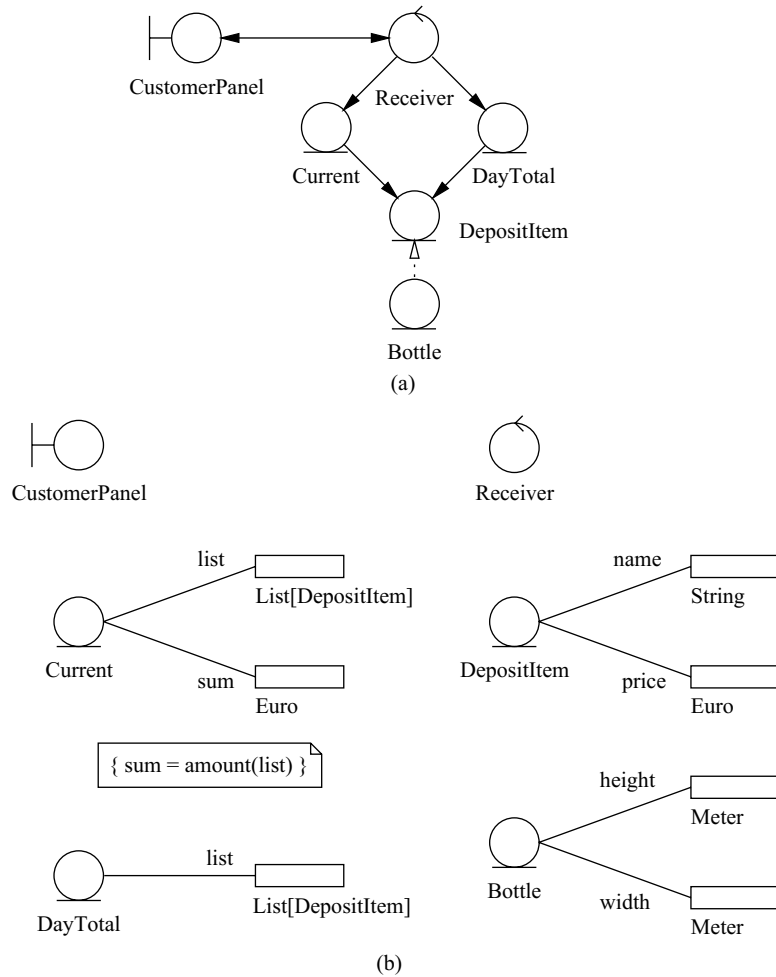 CustomerPanel
Receiver
Current
DayTotal
DepositItem
Bottle
(a)
CustomerPanel
Receiver
list
List[DepositItem]
Current
sum
Euro
name
String
DepositItem
price
Euro
{ sum = amount(list) }
height
Meter
Bottle
width
Meter
list
DayTotal
List[DepositItem]
(b)